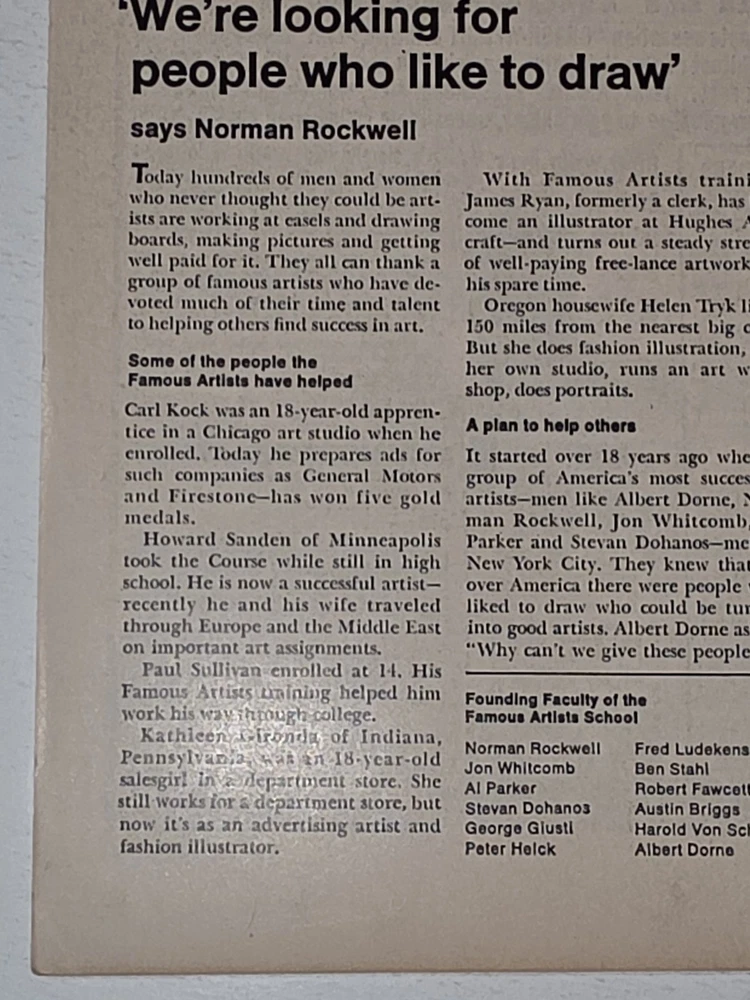 ‘We’re looking for
people who like to draw’
says Norman Rockwell
Today hundreds of men and women
who never thought they could be art-
ists are working at easels and drawing
boards, making pictures and getting
well paid for it. They all can thank a
group of famous artists who have de-
voted much of their time and talent
to helping others find success in art.
Some of the people the
Famous Artists have helped
Carl Kock was an 18-year-old appren-
tice in a Chicago art studio when he
enrolled. Today he prepares ads for
such companies as General Motors
and Firestone—has won five gold
medals.
Howard Sanden of Minneapolis
took the Course while still in high
school. He is now a successful artist—
recently he and his wife traveled
through Europe and the Middle East
on important art assignments.
Paul Sullivan enrolled at 14. His
Famous Artists training helped him
work his way through college.
Kathleen Gironda of Indiana,
Pennsylvania, was an 18-year-old
salesgirl in a department store. She
still works for a department store, but
now it’s as an advertising artist and
fashion illustrator.
With Famous Artists traini
James Ryan, formerly a clerk, has
come an illustrator at Hughes A
craft—and turns out a steady stre
of well-paying free-lance artwork
his spare time.
Oregon housewife Helen Tryk li
150 miles from the nearest big c
But she does fashion illustration,
her own studio, runs an art w
shop, does portraits.
A plan to help others
It started over 18 years ago whe
group of America’s most succes
artists—men like Albert Dorne, N
man Rockwell, Jon Whitcomb,
Parker and Stevan Dohanos—me
New York City. They knew that
over America there were people
liked to draw who could be tur
into good artists. Albert Dorne as
“Why can’t we give these people
Founding Faculty of the
Famous Artists School
Norman Rockwell
Jon Whitcomb
Al Parker
Stevan Dohanos
George Giusti
Peter Helck
Fred Ludekens
Ben Stahl
Robert Fawcett
Austin Briggs
Harold Von Sch
Albert Dorne